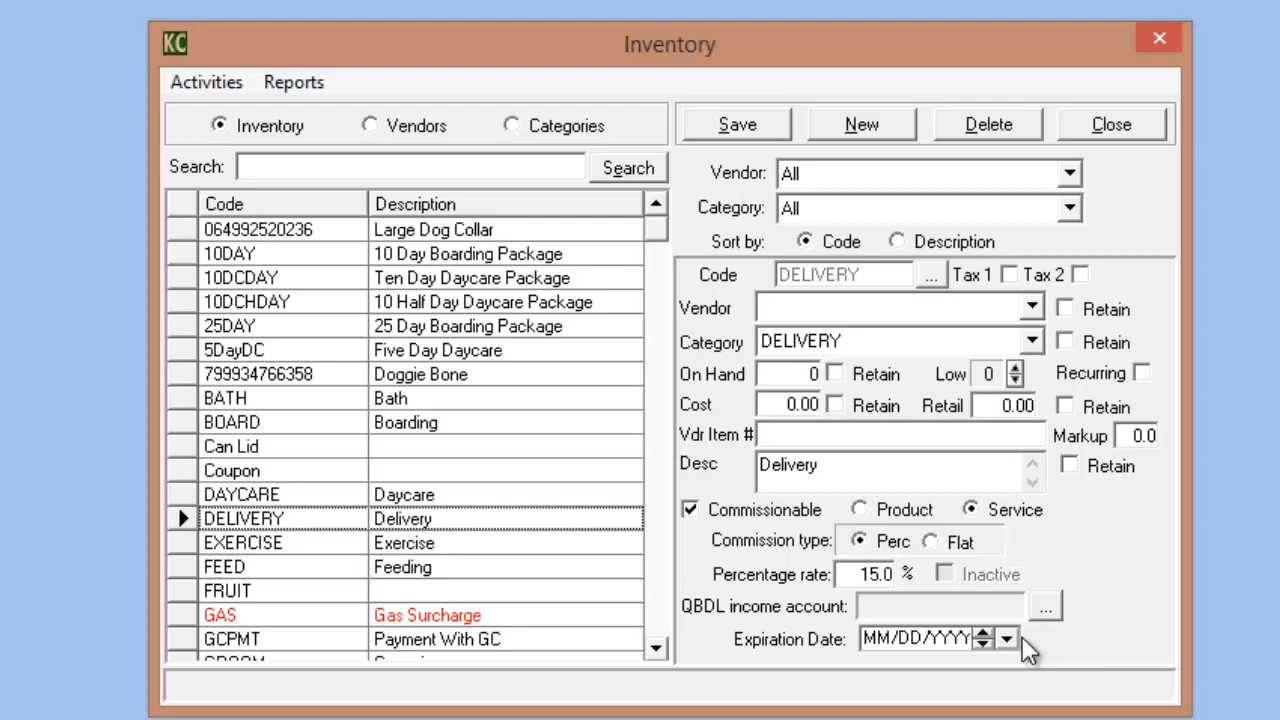 KC Inventory
Activities Reports
Inventory Vendors Categories
Search: Search
Code Description
064992520236 Large Dog Collar
10DAY 10 Day Boarding Package
10DCDAY Ten Day Daycare Package
10DCHDAY 10 Half Day Daycare Package
25DAY 25 Day Boarding Package
5DayDC Five Day Daycare
799934766358 Doggie Bone
BATH Bath
BOARD Boarding
Can Lid
Coupon
DAYCARE Daycare
DELIVERY Delivery
EXERCISE Exercise
FEED Feeding
FRUIT
GAS Gas Surcharge
GCPMT Payment With GC
Save New Delete Close
Vendor: All
Category: All
Sort by: Code Description
Code DELIVERY ... Tax 1 Tax 2
Vendor Retain
Category DELIVERY Retain
On Hand 0 Retain Low 0 Recurring
Cost 0.00 Retain Retail 0.00 Retain
Vdr Item # Markup 0.0
Desc Delivery Retain
Commissionable Product Service
Commission type: Perc Flat
Percentage rate: 15.0 % Inactive
QBDL income account: ...
Expiration Date: MM/DD/YYYY